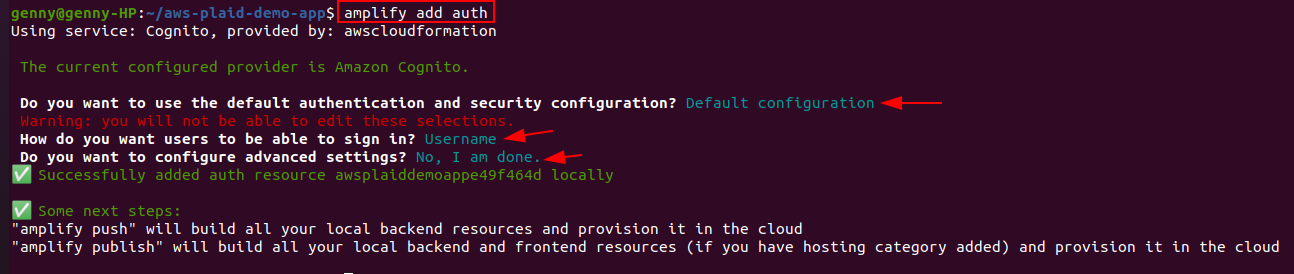 genny@genny-HP:~/aws-plaid-demo-app$ amplify add auth
Using service: Cognito, provided by: awscloudformation
The current configured provider is Amazon Cognito.
Do you want to use the default authentication and security configuration? Default configuration
Warning: you will not be able to edit these selections.
How do you want users to be able to sign in? Username
Do you want to configure advanced settings? No, I am done.
✅ Successfully added auth resource awsplaiddemoappe49f464d locally
✅ Some next steps:
"amplify push" will build all your local backend resources and provision it in the cloud
"amplify publish" will build all your local backend and frontend resources (if you have hosting category added) and provision it in the cloud